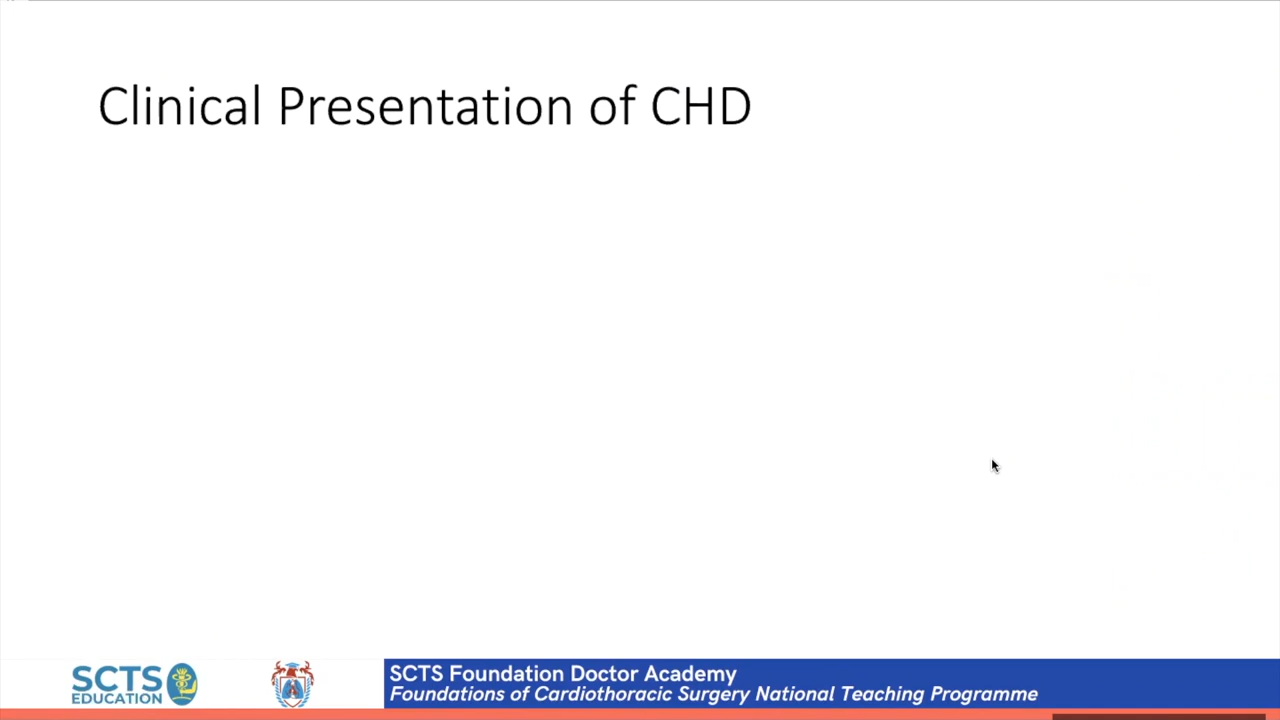 Clinical Presentation of CHD
SCTS
EDUCATION
SCTS Foundation Doctor Academy
Foundations of Cardiothoracic Surgery National Teaching Programme